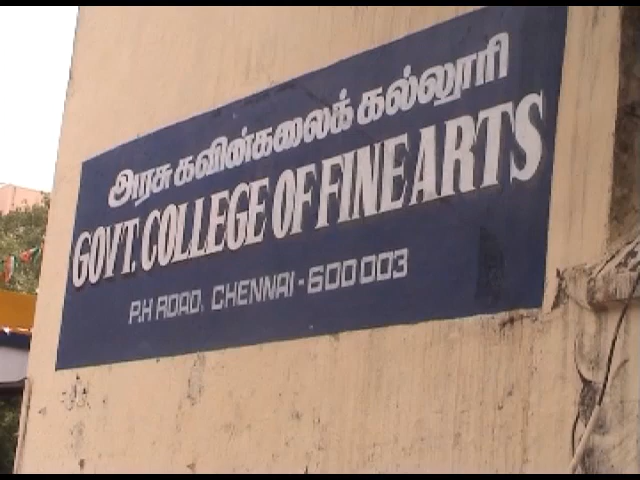 அரசு கவின்கலைக் கல்லூரி
GOVT. COLLEGE OF FINE ARTS
P.H ROAD, CHENNAI-600003